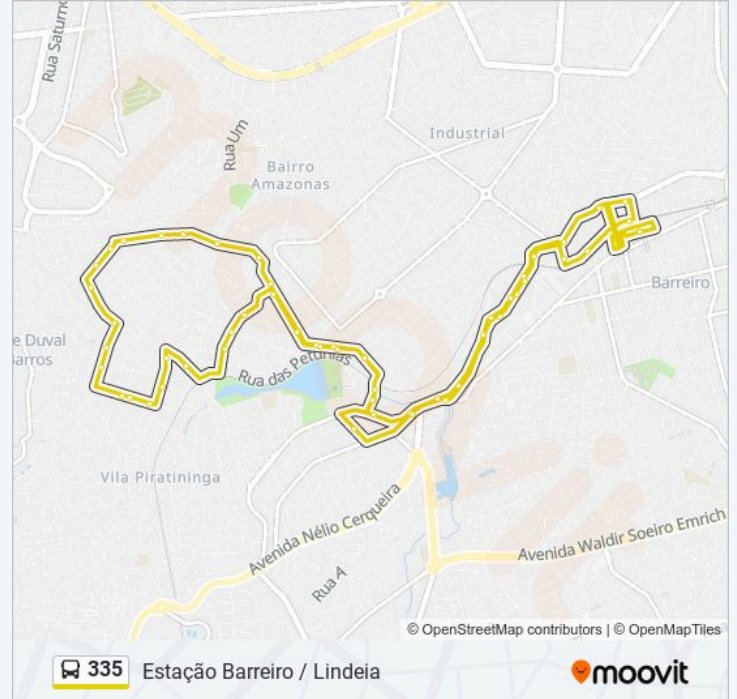 Rua Saturno
Rua Um
Industrial
Bairro
Amazonas
Barreiro
e Duval
Barros
Rua das Petúnias
Vila Piratininga
Avenida Nélio Cerqueira
Rua A
Avenida Waldir Soeiro Emrich
© OpenStreetMap contributors | © OpenMapTiles
335 Estação Barreiro / Lindeia
moovit